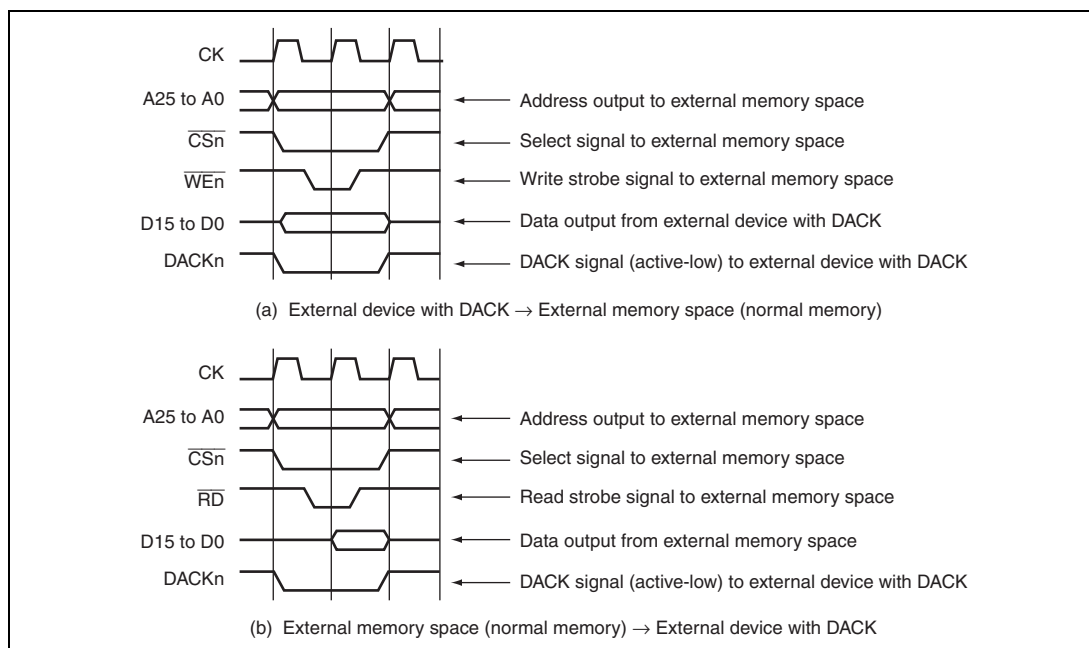 CK
A25 to A0 Address output to external memory space
CSn Select signal to external memory space
WEn Write strobe signal to external memory space
D15 to D0 Data output from external device with DACK
DACKn DACK signal (active-low) to external device with DACK
(a) External device with DACK → External memory space (normal memory)
CK
A25 to A0 Address output to external memory space
CSn Select signal to external memory space
RD Read strobe signal to external memory space
D15 to D0 Data output from external memory space
DACKn DACK signal (active-low) to external device with DACK
(b) External memory space (normal memory) → External device with DACK